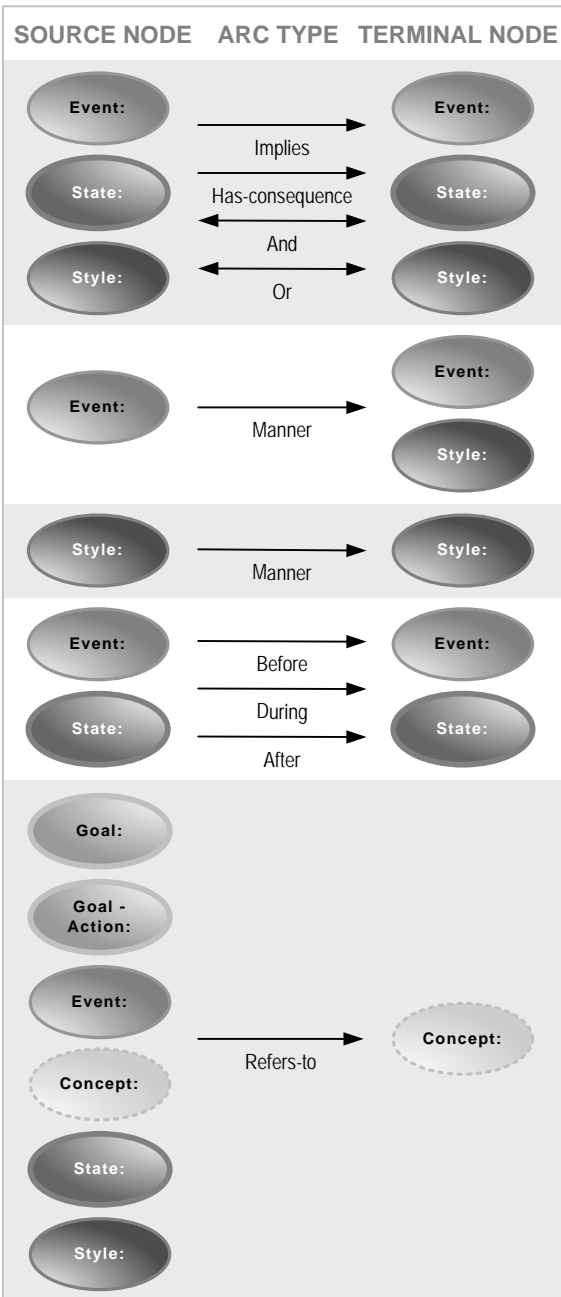 SOURCE NODE ARC TYPE TERMINAL NODE
Event: Event:
Implies
State: Has-consequence State:
And
Style: Style:
Or
Event:
Event:
Manner
Style:
Style: Style:
Manner
Event: Event:
Before
During
State: State:
After
Goal:
Goal -
Action:
Event:
Concept:
Refers-to
Concept:
State:
Style: